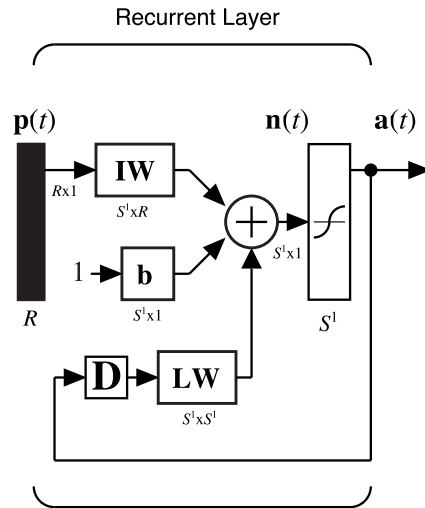 Recurrent Layer
p(t) n(t) a(t)
IW
Rx1
S¹xR
1 b
S¹x1
S¹x1
R
S¹
D LW
S¹xS¹